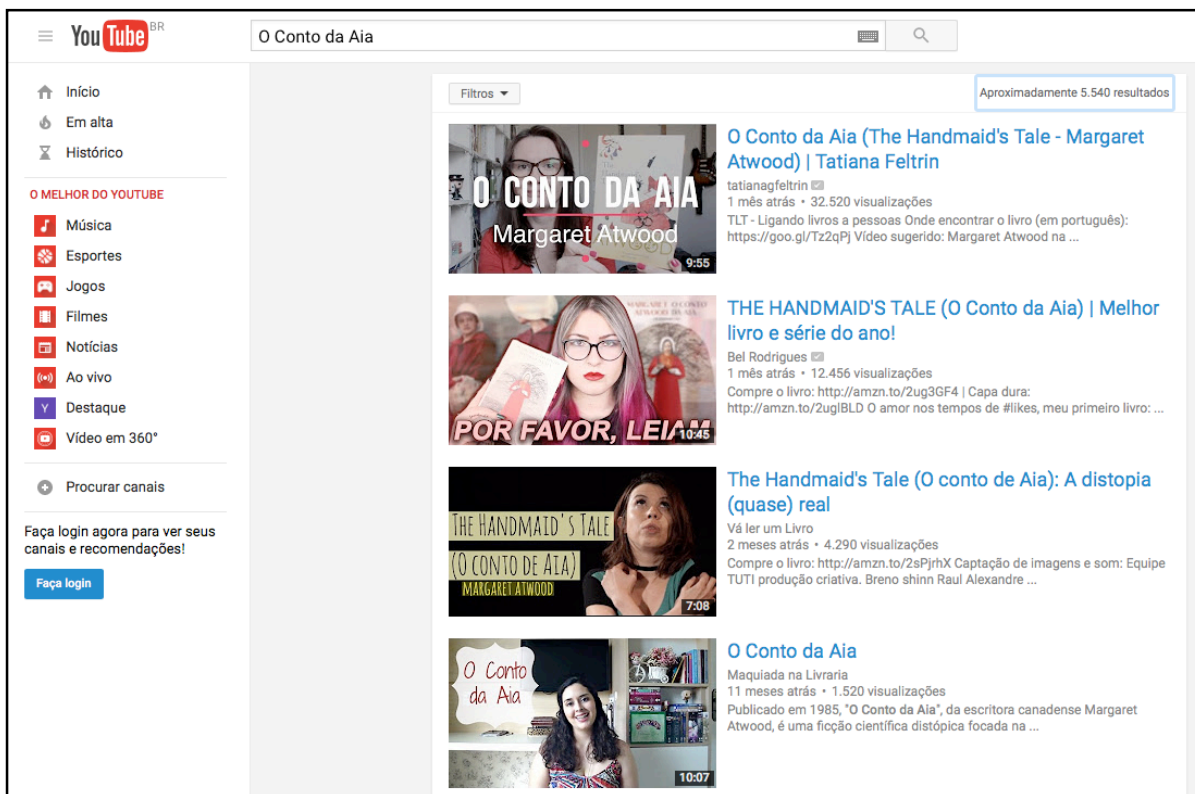 YouTube BR
O Conto da Aia
Início
Em alta
Histórico
O MELHOR DO YOUTUBE
Música
Esportes
Jogos
Filmes
Notícias
Ao vivo
Destaque
Vídeo em 360°
Procurar canais
Faça login agora para ver seus
canais e recomendações!
Faça login
Filtros
Aproximadamente 5.540 resultados
O CONTO DA AIA
Margaret Atwood
9:55
O Conto da Aia (The Handmaid's Tale - Margaret
Atwood) | Tatiana Feltrin
tatianagfeltrin
1 mês atrás • 32.520 visualizações
TLT - Ligando livros a pessoas Onde encontrar o livro (em português):
https://goo.gl/Tz2qPj Vídeo sugerido: Margaret Atwood na ...
MARGARET O CONTO
ATWOOD DA AIA
POR FAVOR, LEIAM
10:45
THE HANDMAID'S TALE (O Conto da Aia) | Melhor
livro e série do ano!
Bel Rodrigues
1 mês atrás • 12.456 visualizações
Compre o livro: http://amzn.to/2ug3GF4 | Capa dura:
http://amzn.to/2uglBLD O amor nos tempos de #likes, meu primeiro livro: ...
THE HANDMAID'S TALE
(O CONTO DE AIA)
MARGARET ATWOOD
7:08
The Handmaid's Tale (O conto de Aia): A distopia
(quase) real
Vá ler um Livro
2 meses atrás • 4.290 visualizações
Compre o livro: http://amzn.to/2sPjrhX Captação de imagens e som: Equipe
TUTI produção criativa. Breno shinn Raul Alexandre ...
O Conto
da Aia
10:07
O Conto da Aia
Maquiada na Livraria
11 meses atrás • 1.520 visualizações
Publicado em 1985, "O Conto da Aia", da escritora canadense Margaret
Atwood, é uma ficção científica distópica focada na ...